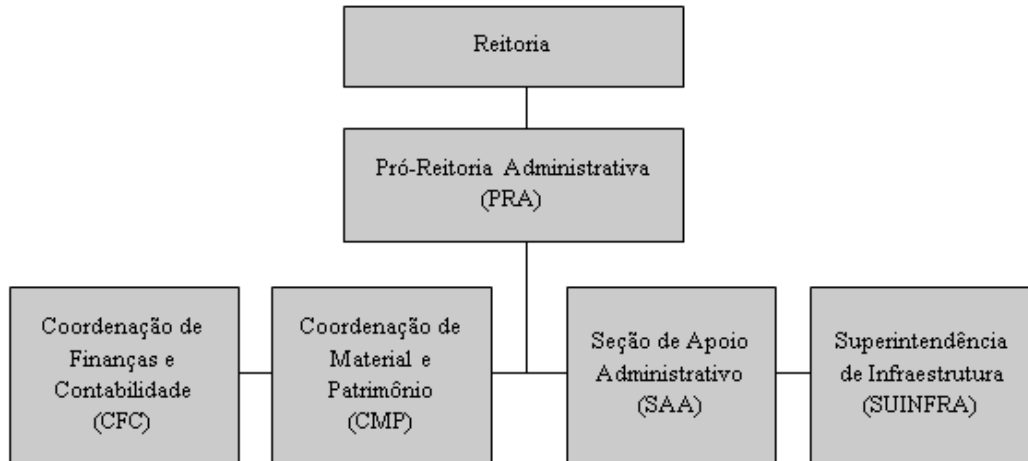 Reitoria
Pró-Reitoria Administrativa
(PRA)
Coordenação de
Finanças e
Contabilidade
(CFC)
Coordenação de
Material e
Patrimônio
(CMP)
Seção de Apoio
Administrativo
(SAA)
Superintendência
de Infraestrutura
(SUINFRA)